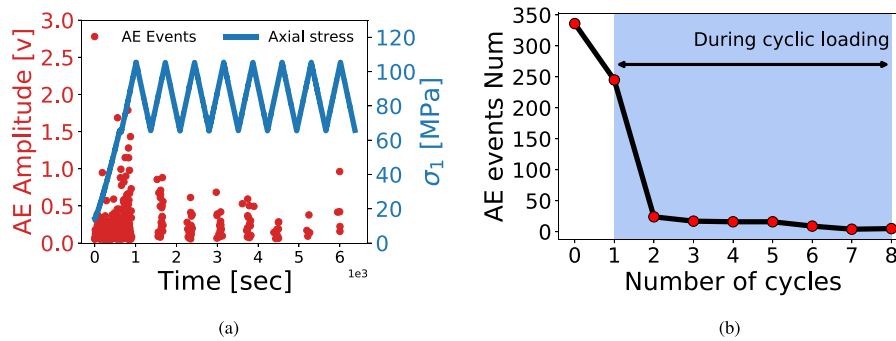 AE Events
Axial stress
AE Amplitude [v]
3.0
2.5
2.0
1.5
1.0
0.5
0.0
120
100
80
60
40
20
0
σ1 [MPa]
0 1 2 3 4 5 6
1e3
Time [sec]
(a)
During cyclic loading
AE events Num
350
300
250
200
150
100
50
0
0 1 2 3 4 5 6 7 8
Number of cycles
(b)